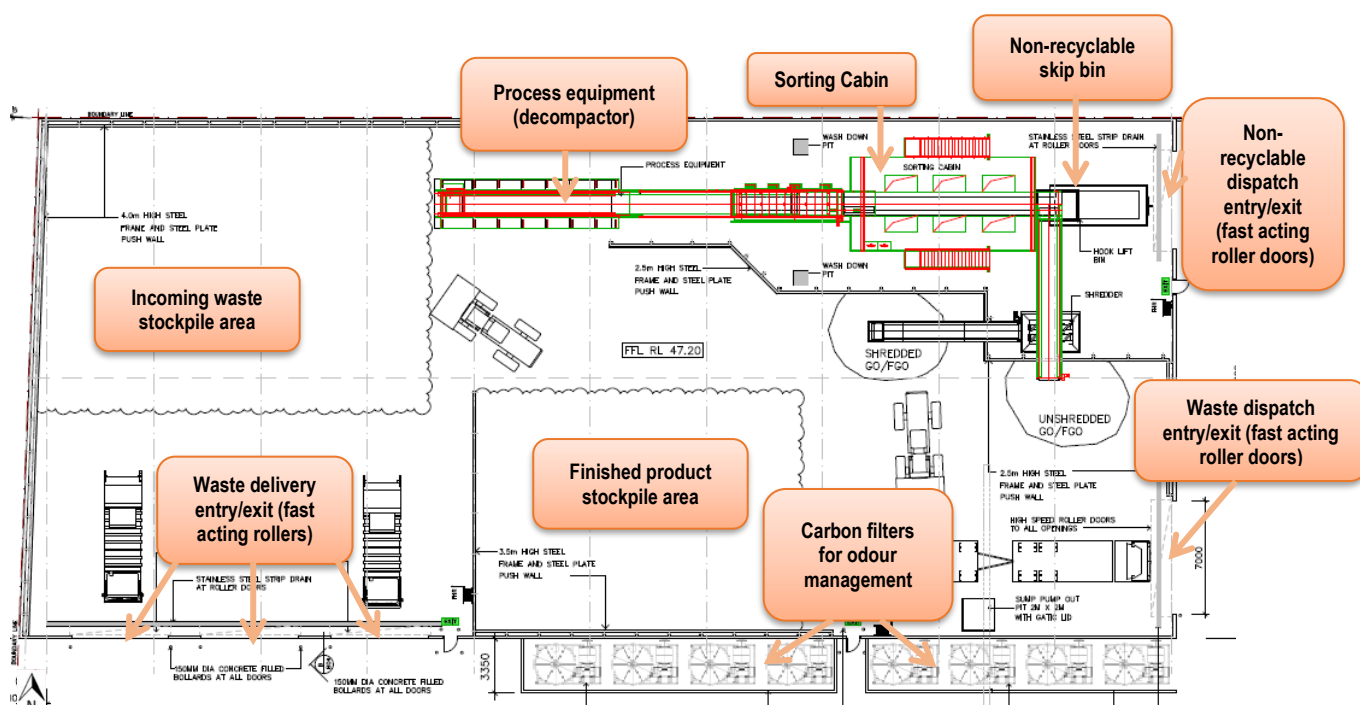 Non-recyclable
skip bin
Process equipment
(decompactor)
Sorting Cabin
Non-
recyclable
dispatch
entry/exit
(fast acting
roller doors)
BOUNDARY LINE
WASH DOWN
PIT
STAINLESS STEEL STRIP DRAIN
AT ROLLER DOORS
PROCESS EQUIPMENT
SORTING CABIN
4.0m HIGH STEEL
FRAME AND STEEL PLATE
PUSH WALL
HOOK LIFT
BIN
2.5m HIGH STEEL
FRAME AND STEEL PLATE
PUSH WALL
WASH DOWN
PIT
Incoming waste
stockpile area
SHREDDER
EXIT
FAN
FFL RL 47.20
SHREDDED
GO/FGO
UNSHREDDED
GO/FGO
Waste dispatch
entry/exit (fast acting
roller doors)
Finished product
stockpile area
Waste delivery
entry/exit (fast
acting rollers)
2.5m HIGH STEEL
FRAME AND STEEL PLATE
PUSH WALL
Carbon filters
for odour
management
HIGH SPEED ROLLER DOORS
TO ALL OPENINGS
7000
3.5m HIGH STEEL
FRAME AND STEEL PLATE
PUSH WALL
STAINLESS STEEL STRIP DRAIN
AT ROLLER DOORS
FAN
SUMP PUMP OUT
PIT 2M X 2M
WITH GATIC LID
EXIT
BOUNDARY LINE
150MM DIA CONCRETE FILLED
BOLLARDS AT ALL DOORS
150MM DIA CONCRETE FILLED
BOLLARDS AT ALL DOORS
3350
N